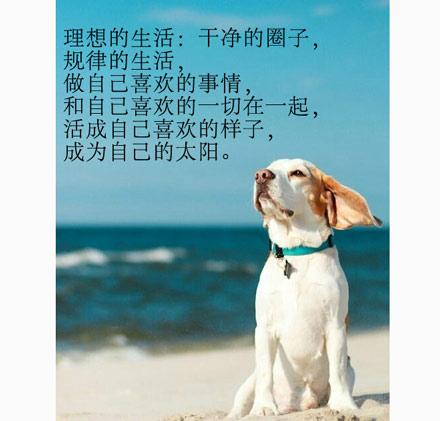 理想的生活：干净的圈子，
规律的生活，
做自己喜欢的事情，
和自己喜欢的一切在一起，
活成自己喜欢的样子，
成为自己的太阳。